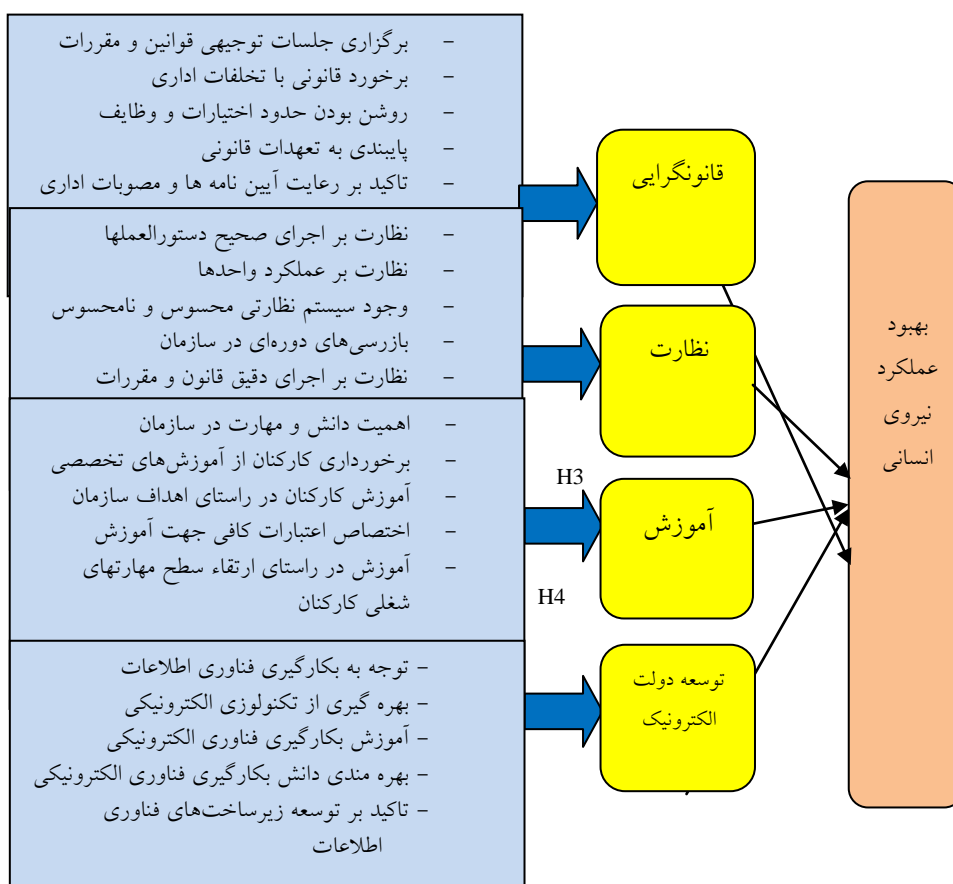 - برگزاری جلسات توجیهی قوانین و مقررات
- برخورد قانونی با تخلفات اداری
- روشن بودن حدود اختیارات و وظایف
- پایبندی به تعهدات قانونی
- تاکید بر رعایت آیین نامه ها و مصوبات اداری
قانونگرایی
- نظارت بر اجرای صحیح دستورالعملها
- نظارت بر عملکرد واحدها
- وجود سیستم نظارتی محسوس و نامحسوس
- بازرسی‌های دوره‌ای در سازمان
- نظارت بر اجرای دقیق قانون و مقررات
نظارت
- اهمیت دانش و مهارت در سازمان
- برخورداری کارکنان از آموزش‌های تخصصی
- آموزش کارکنان در راستای اهداف سازمان
- اختصاص اعتبارات کافی جهت آموزش
- آموزش در راستای ارتقاء سطح مهارتهای
شغلی کارکنان
H3
آموزش
H4
- توجه به بکارگیری فناوری اطلاعات
- بهره گیری از تکنولوزی الکترونیکی
- آموزش بکارگیری فناوری الکترونیکی
- بهره مندی دانش بکارگیری فناوری الکترونیکی
- تاکید بر توسعه زیرساخت‌های فناوری
اطلاعات
توسعه دولت
الکترونیک
بهبود
عملکرد
نیروی
انسانی